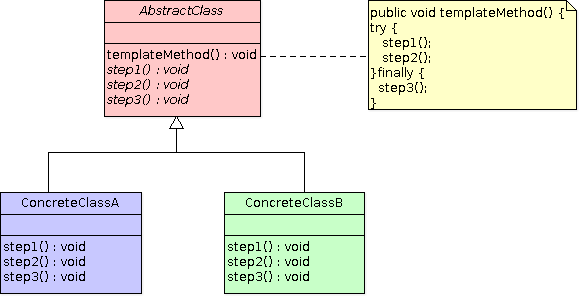 AbstractClass
templateMethod() : void
step1() : void
step2() : void
step3() : void
public void templateMethod() {
try {
step1();
step2();
}finally {
step3();
}
ConcreteClassA
step1() : void
step2() : void
step3() : void
ConcreteClassB
step1() : void
step2() : void
step3() : void